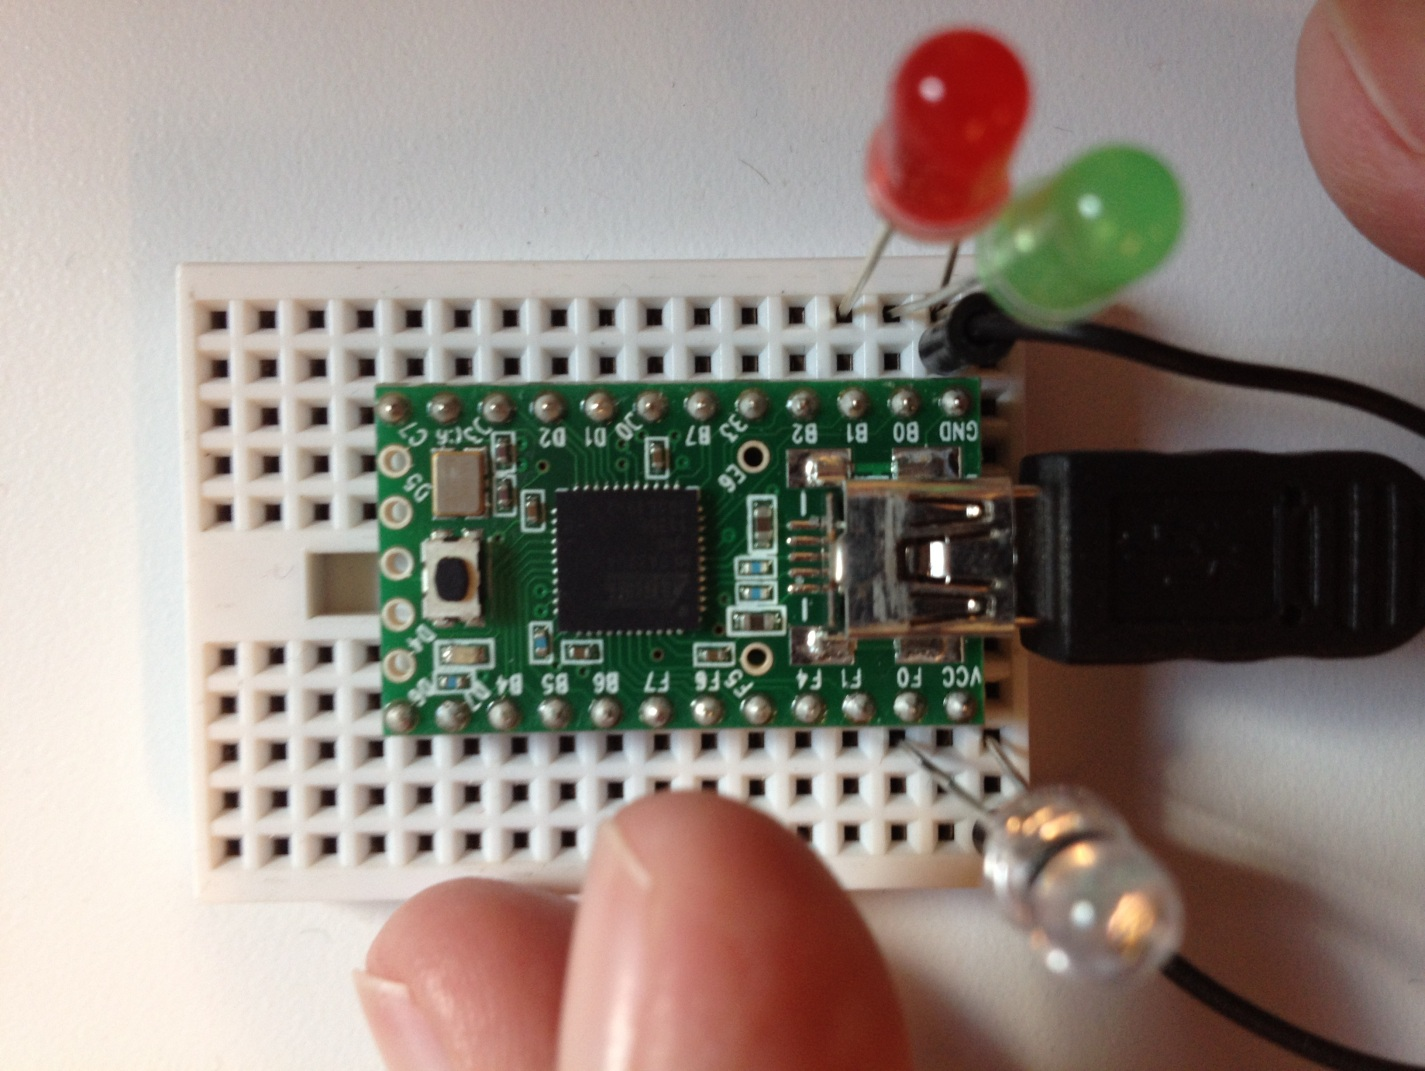 GND B0 B1 B2 B7 D0 D1 D2 D3 C6 C7
E6
D5
D4
VCC F0 F1 F4 F5 F6 F7 B6 B5 B4 D7 D6